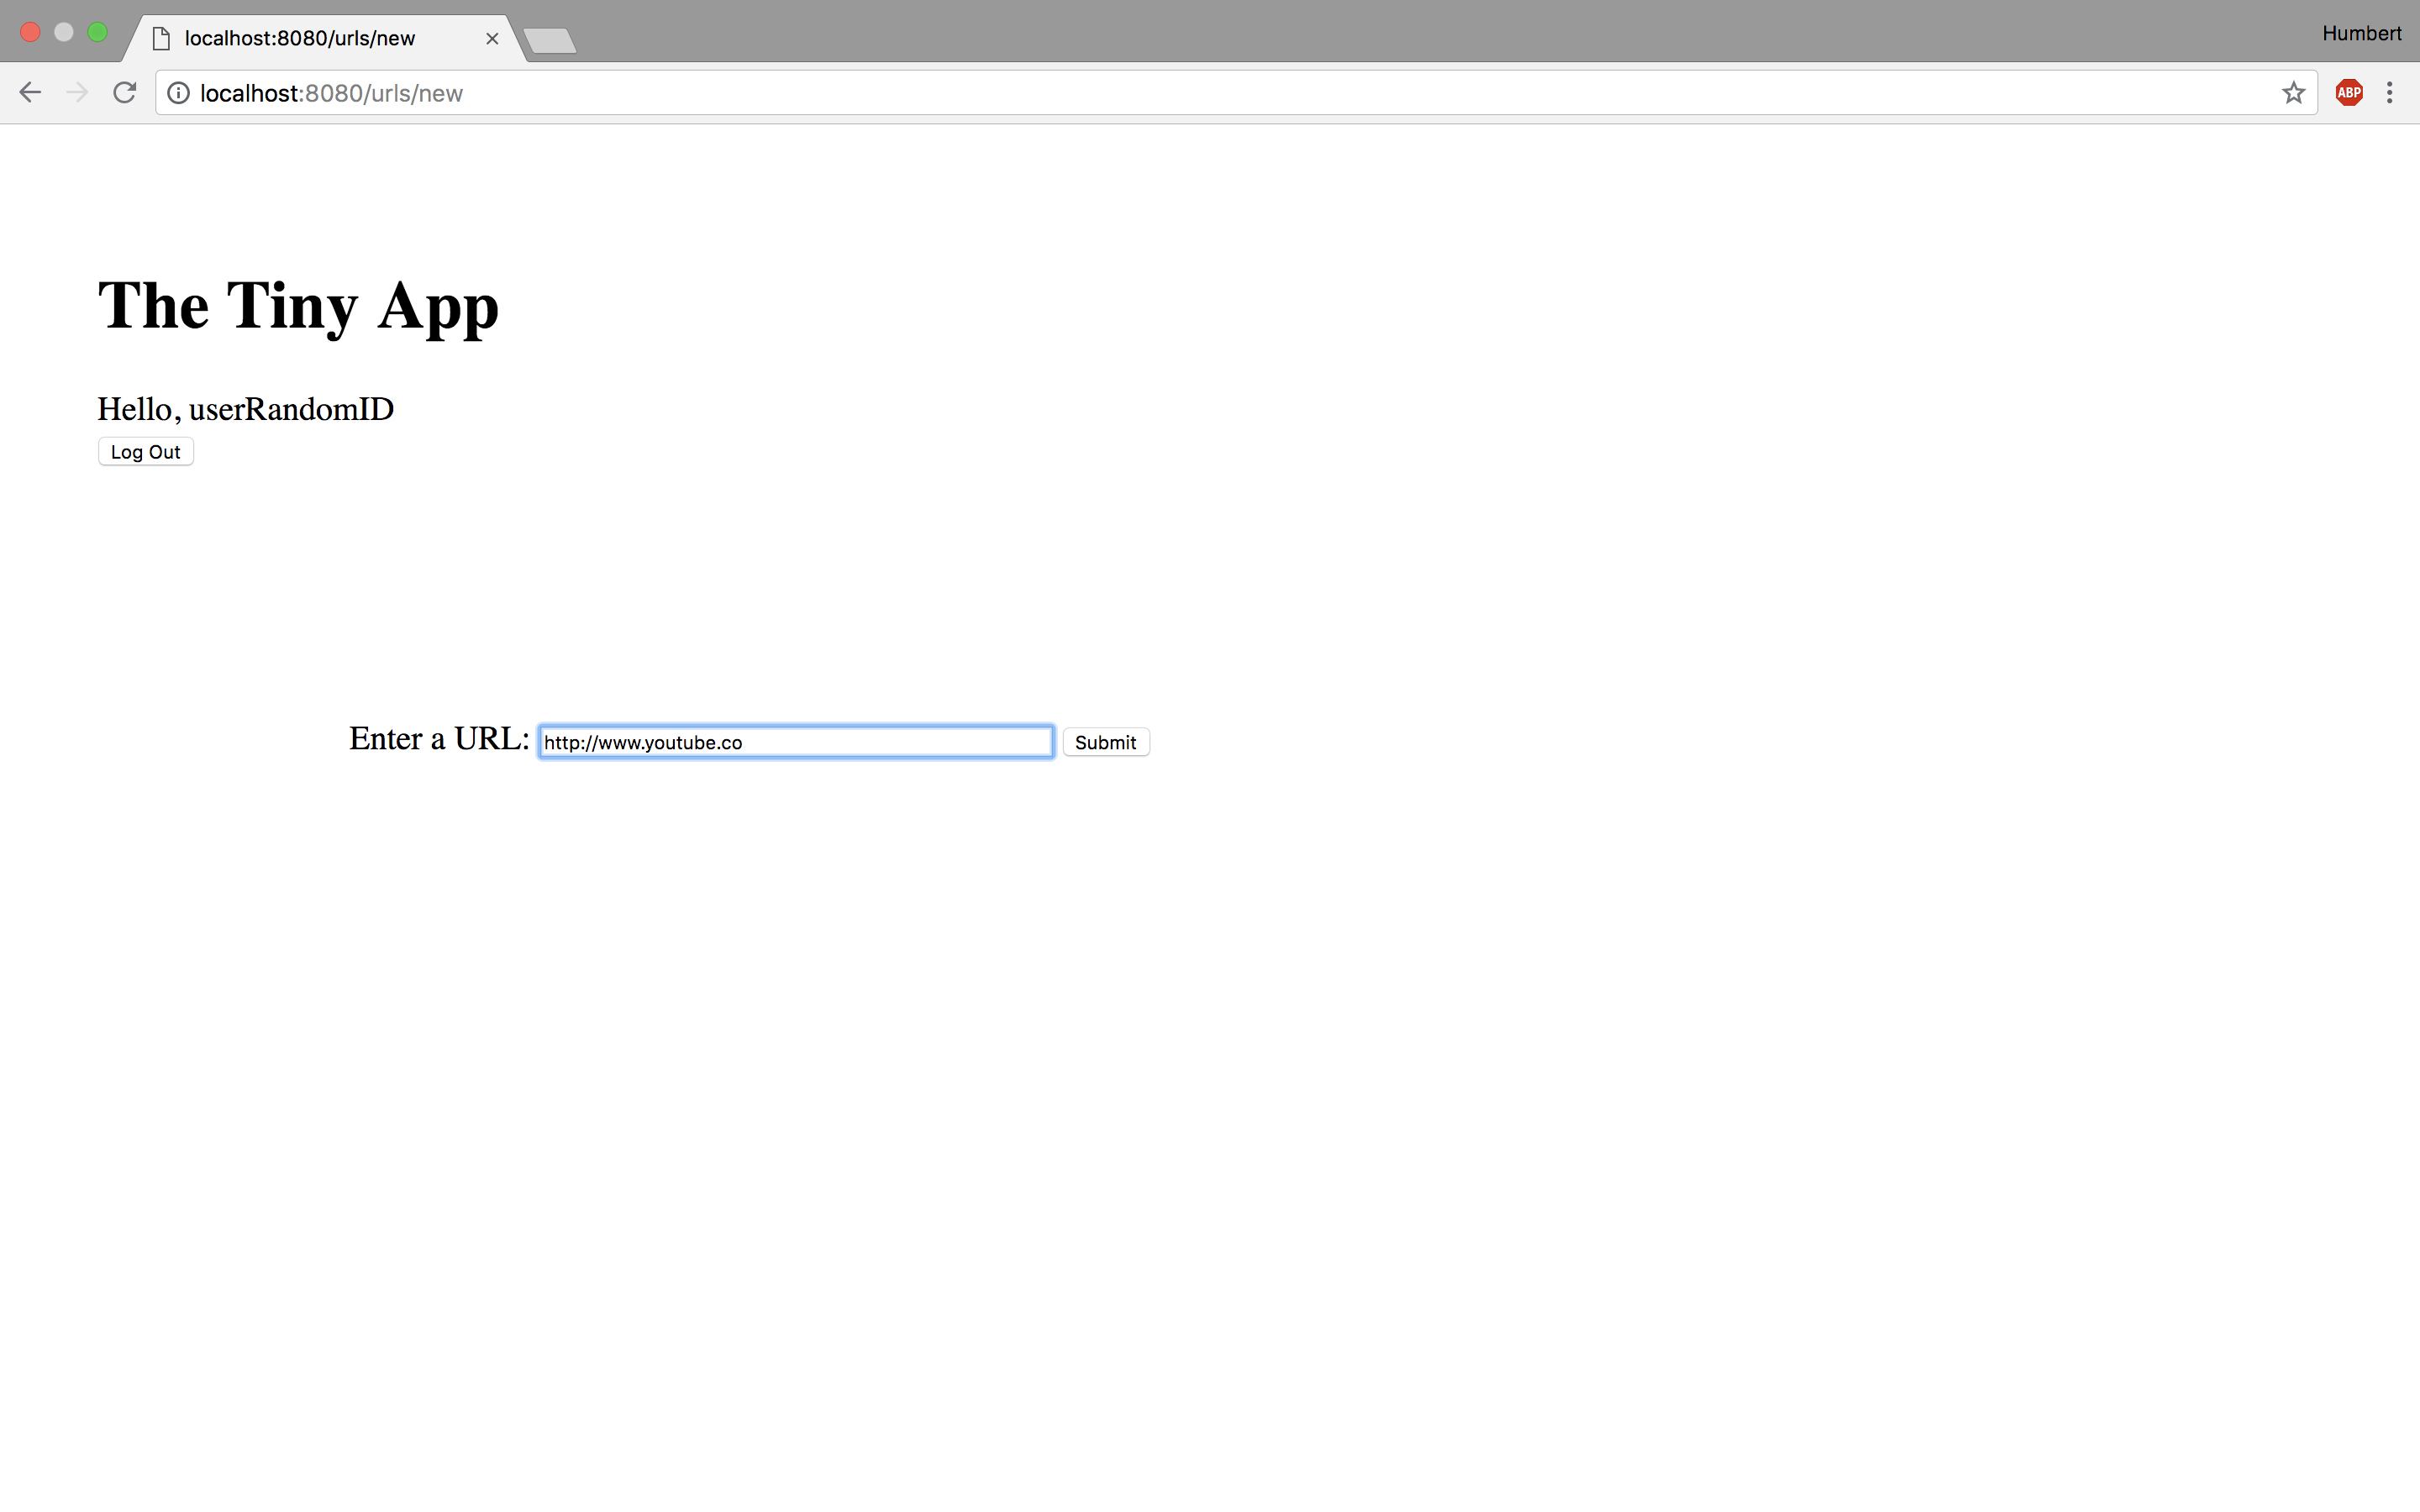 localhost:8080/urls/new
Humbert
localhost:8080/urls/new
ABP
The Tiny App
Hello, userRandomID
Log Out
Enter a URL: http://www.youtube.co Submit